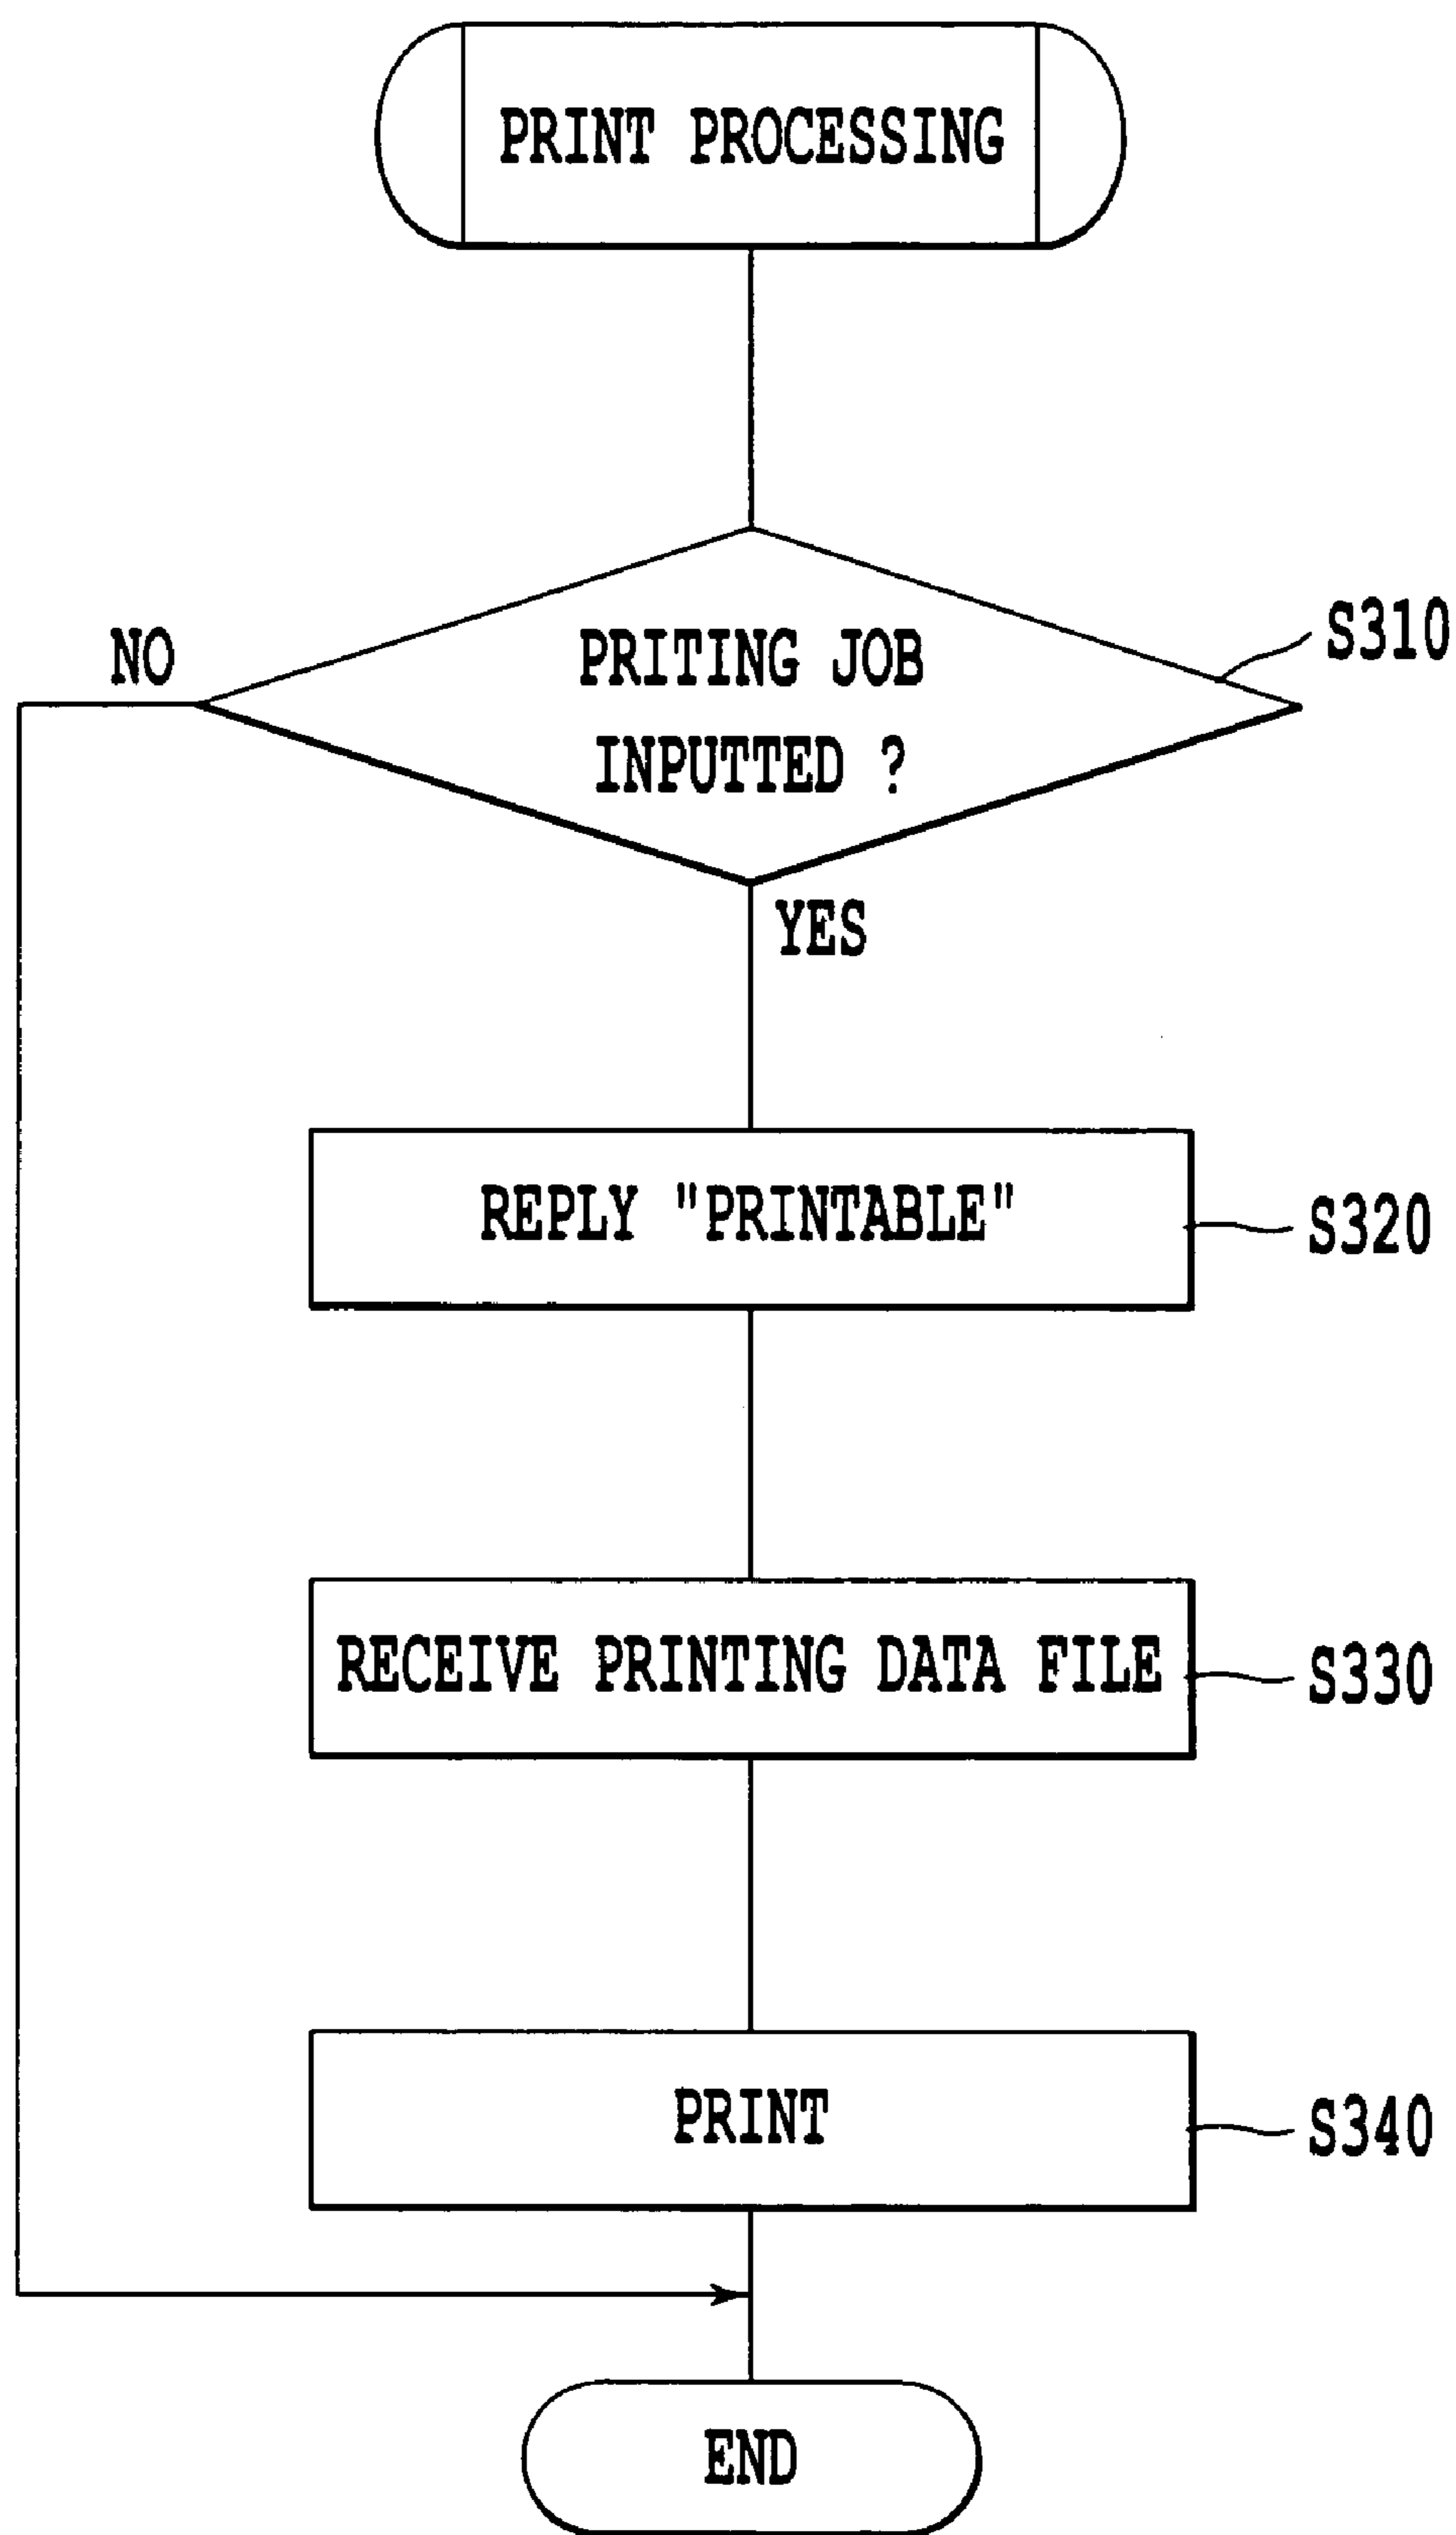 PRINT PROCESSING
S310
NO
PRITING JOB
INPUTTED ?
YES
REPLY "PRINTABLE"
S320
RECEIVE PRINTING DATA FILE
S330
PRINT
S340
END